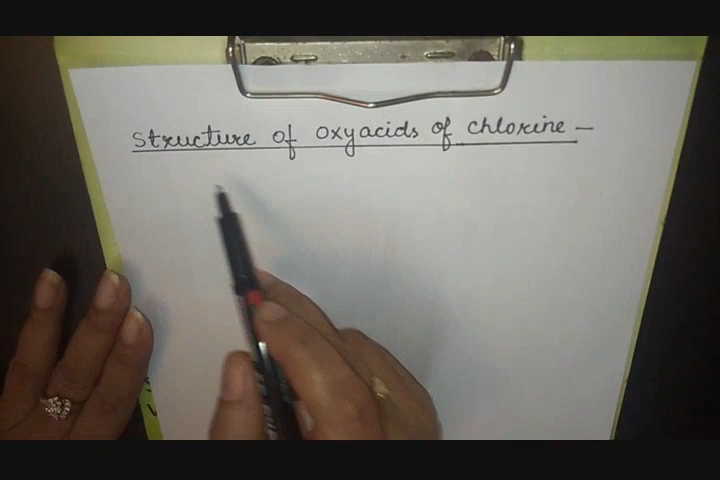 Structure of oxyacids of chlorine –